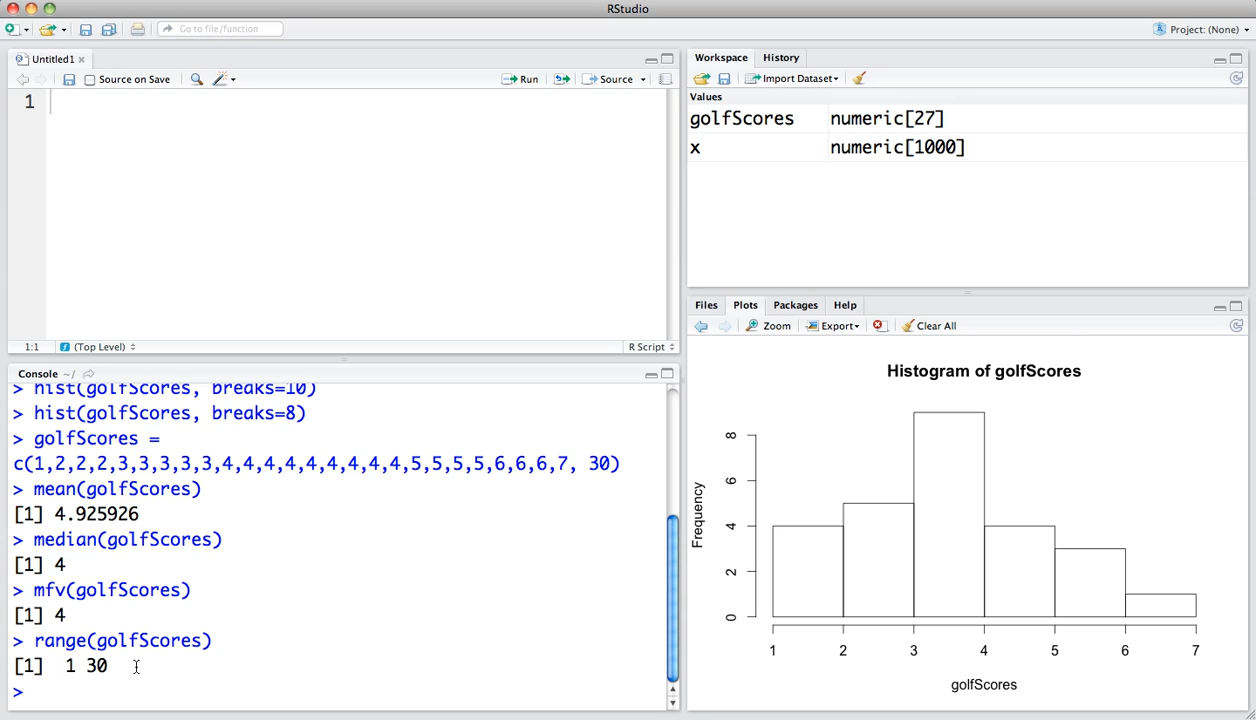 RStudio
Go to file/function
Project: (None)
Untitled1
Source on Save
Run
Source
1
1:1
(Top Level)
R Script
Console ~/
> hist(golfScores, breaks=10)
> hist(golfScores, breaks=8)
> golfScores =
c(1,2,2,2,3,3,3,3,3,4,4,4,4,4,4,4,4,4,5,5,5,5,6,6,6,7, 30)
> mean(golfScores)
[1] 4.925926
> median(golfScores)
[1] 4
> mfv(golfScores)
[1] 4
> range(golfScores)
[1]  1 30
>
Workspace
History
Import Dataset
Values
golfScores numeric[27]
x numeric[1000]
Files
Plots
Packages
Help
Zoom
Export
Clear All
Histogram of golfScores
Frequency
8
6
4
2
0
1 2 3 4 5 6 7
golfScores